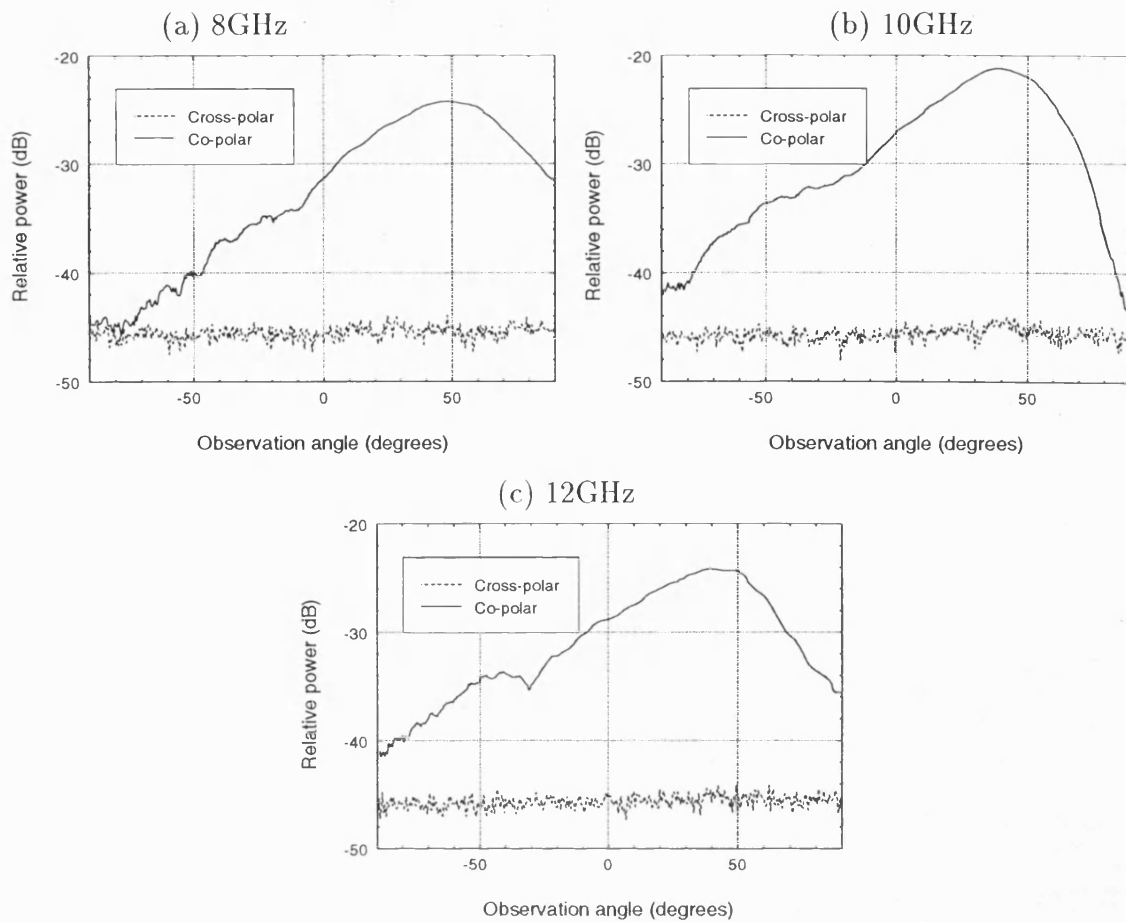 (a) 8GHz
-20
-30
-40
-50
Relative power (dB)
Cross-polar
Co-polar
-50 0 50
Observation angle (degrees)
(b) 10GHz
-20
-30
-40
-50
Relative power (dB)
Cross-polar
Co-polar
-50 0 50
Observation angle (degrees)
(c) 12GHz
-20
-30
-40
-50
Relative power (dB)
Cross-polar
Co-polar
-50 0 50
Observation angle (degrees)